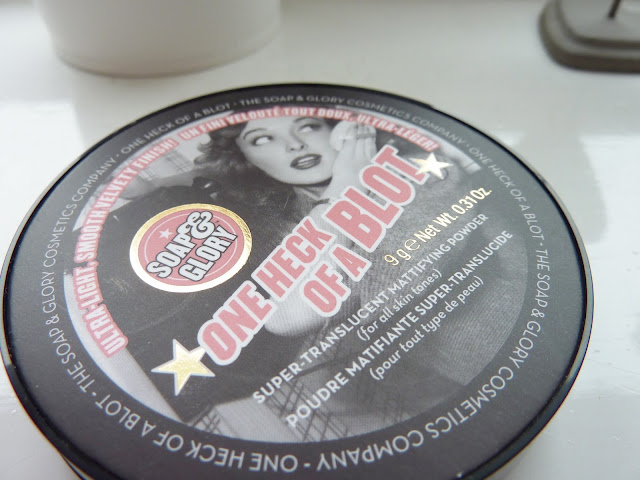 ONE HECK OF A BLOT · THE SOAP & GLORY COSMETICS COMPANY · ONE HECK OF A BLOT · THE SOAP & GLORY COSMETICS COMPANY · ONE HECK OF A BLOT · THE SOAP & GLORY COSMETICS COMPANY ·
ULTRA-LIGHT, SMOOTH VELVETY FINISH! UN FINI VELOUTÉ TOUT DOUX, ULTRA-LÉGER!
SOAP
&
GLORY
ONE HECK
OF A BLOT
9 g e Net Wt. 0.31 Oz.
SUPER-TRANSLUCENT MATTIFYING POWDER
(for all skin tones)
POUDRE MATIFIANTE SUPER-TRANSLUCIDE
(pour tout type de peau)